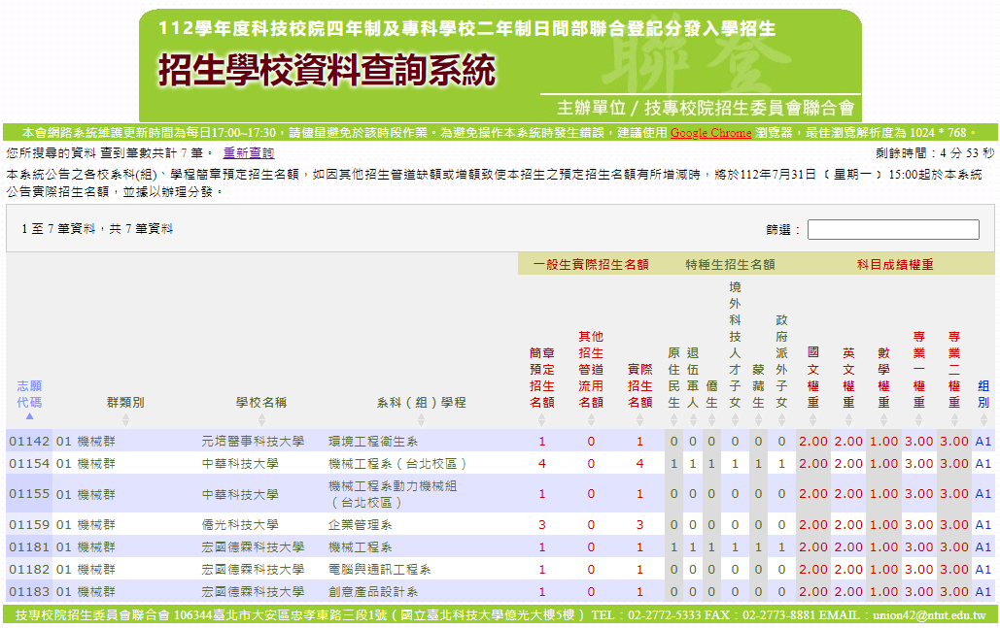 112學年度科技校院四年制及專科學校二年制日間部聯合登記分發入學招生
聯登
招生學校資料查詢系統
主辦單位 / 技專校院招生委員會聯合會
本會網路系統維護更新時間為每日17:00~17:30，請儘量避免於該時段作業。為避免操作本系統時發生錯誤，建議使用 Google Chrome 瀏覽器，最佳瀏覽解析度為 1024 * 768。
您所搜尋的資料 查到筆數共計 7 筆。 重新查詢 剩餘時間：4 分 53 秒
本系統公告之各校系科(組)、學程簡章預定招生名額，如因其他招生管道缺額或增額致使本招生之預定招生名額有所增減時，將於112年7月31日﹝星期一﹞15:00起於本系統
公告實際招生名額，並據以辦理分發。
1 至 7 筆資料，共 7 筆資料 篩選：
一般生實際招生名額 特種生招生名額 科目成績權重
志願代碼 群類別 學校名稱 系科（組）學程 簡章預定招生名額 其他招生管道流用名額 實際招生名額 原住民生 退伍軍人 僑生 境外科技人才子女 蒙藏生 政府派外子女 國文權重 英文權重 數學權重 專業一權重 專業二權重 組別
01142 01 機械群 元培醫事科技大學 環境工程衛生系 1 0 1 0 0 0 0 0 0 2.00 2.00 1.00 3.00 3.00 A1
01154 01 機械群 中華科技大學 機械工程系（台北校區） 4 0 4 1 1 1 1 1 1 2.00 2.00 1.00 3.00 3.00 A1
01155 01 機械群 中華科技大學 機械工程系動力機械組（台北校區） 1 0 1 0 0 0 0 0 0 2.00 2.00 1.00 3.00 3.00 A1
01159 01 機械群 僑光科技大學 企業管理系 3 0 3 0 0 0 0 0 0 2.00 2.00 1.00 3.00 3.00 A1
01181 01 機械群 宏國德霖科技大學 機械工程系 1 0 1 1 1 1 1 1 1 2.00 2.00 1.00 3.00 3.00 A1
01182 01 機械群 宏國德霖科技大學 電腦與通訊工程系 1 0 1 0 0 0 0 0 0 2.00 2.00 1.00 3.00 3.00 A1
01183 01 機械群 宏國德霖科技大學 創意產品設計系 1 0 1 0 0 0 0 0 0 2.00 2.00 1.00 3.00 3.00 A1
技専校院招生委員會聯合會 106344臺北市大安區忠孝東路三段1號（國立臺北科技大學億光大樓5樓） TEL：02-2772-5333 FAX：02-2773-8881 EMAIL：union42@ntut.edu.tw